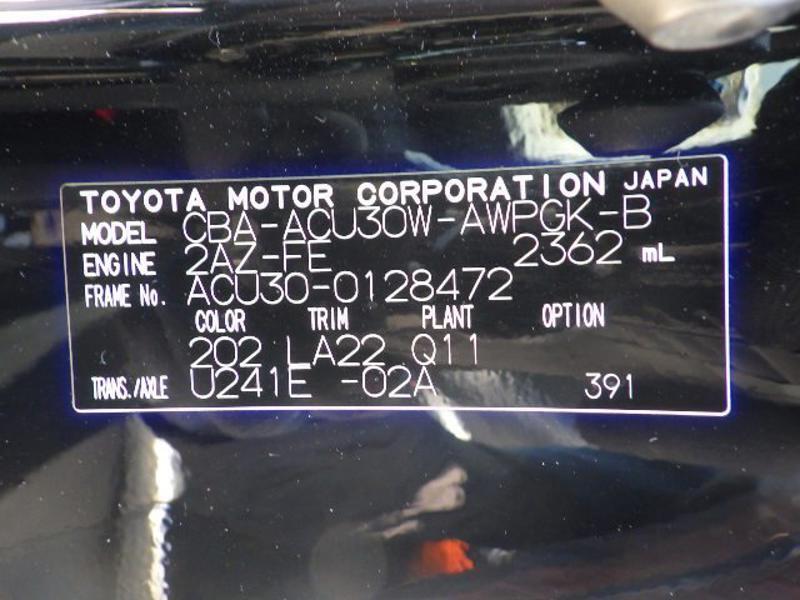 TOYOTA MOTOR CORPORATION JAPAN
MODEL CBA-ACU30W-AWPGK-B
ENGINE 2AZ-FE 2362 mL
FRAME No. ACU30-0128472
COLOR TRIM PLANT OPTION
202 LA22 Q11
TRANS./AXLE U241E -02A 391